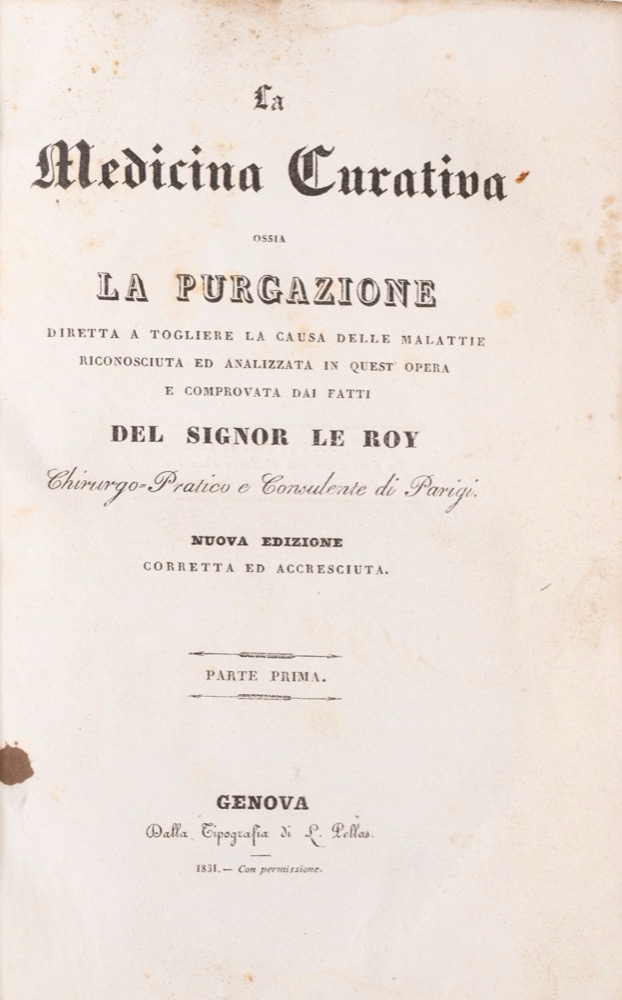 La
Medicina Curativa
OSSIA
LA PURGAZIONE
DIRETTA A TOGLIERE LA CAUSA DELLE MALATTIE
RICONOSCIUTA ED ANALIZZATA IN QUEST' OPERA
E COMPROVATA DAI FATTI
DEL SIGNOR LE ROY
Chirurgo-Pratico e Consulente di Parigi.
NUOVA EDIZIONE
CORRETTA ED ACCRESCIUTA.
PARTE PRIMA.
GENOVA
Dalla Tipografia di L. Pellas.
1831.— Con permissione.